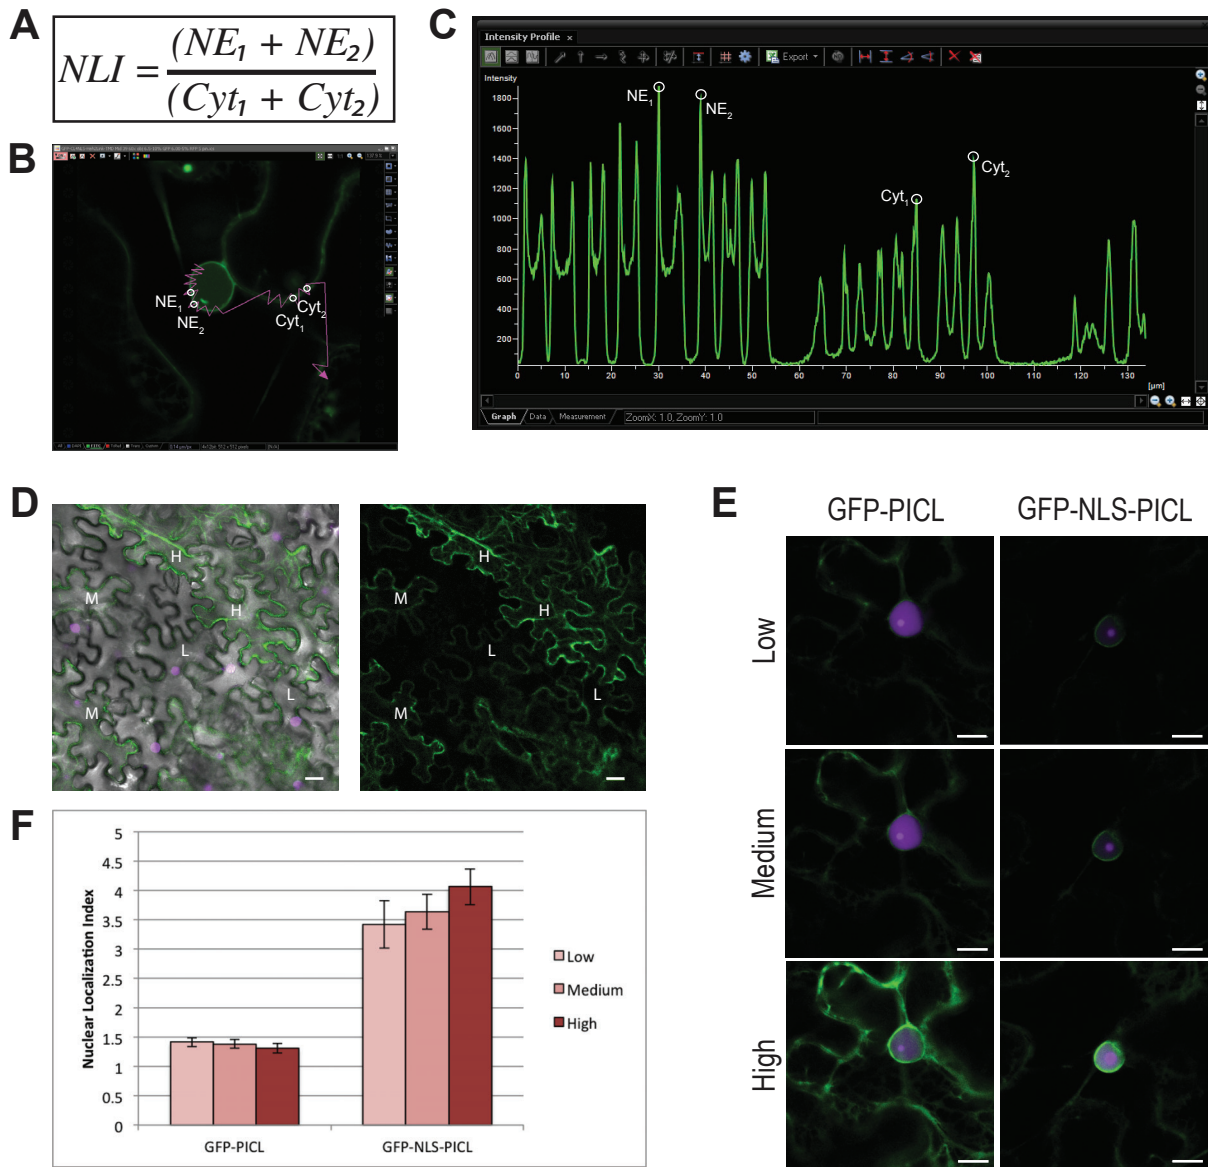 A
NLI = (NE₁ + NE₂) / (Cyt₁ + Cyt₂)
B
NE₁
NE₂
Cyt₁
Cyt₂
C
Intensity Profile ×
Export
Intensity
1800
1600
1400
1200
1000
800
600
400
200
NE₁
NE₂
Cyt₁
Cyt₂
0 10 20 30 40 50 60 70 80 90 100 110 120 130
[µm]
Graph Data Measurement ZoomX: 1.0, ZoomY: 1.0
D
H
M
H
L
L
M
H
M
H
L
L
M
E
GFP-PICL GFP-NLS-PICL
Low
Medium
High
F
Nuclear Localization Index
5
4.5
4
3.5
3
2.5
2
1.5
1
0.5
0
GFP-PICL GFP-NLS-PICL
Low
Medium
High